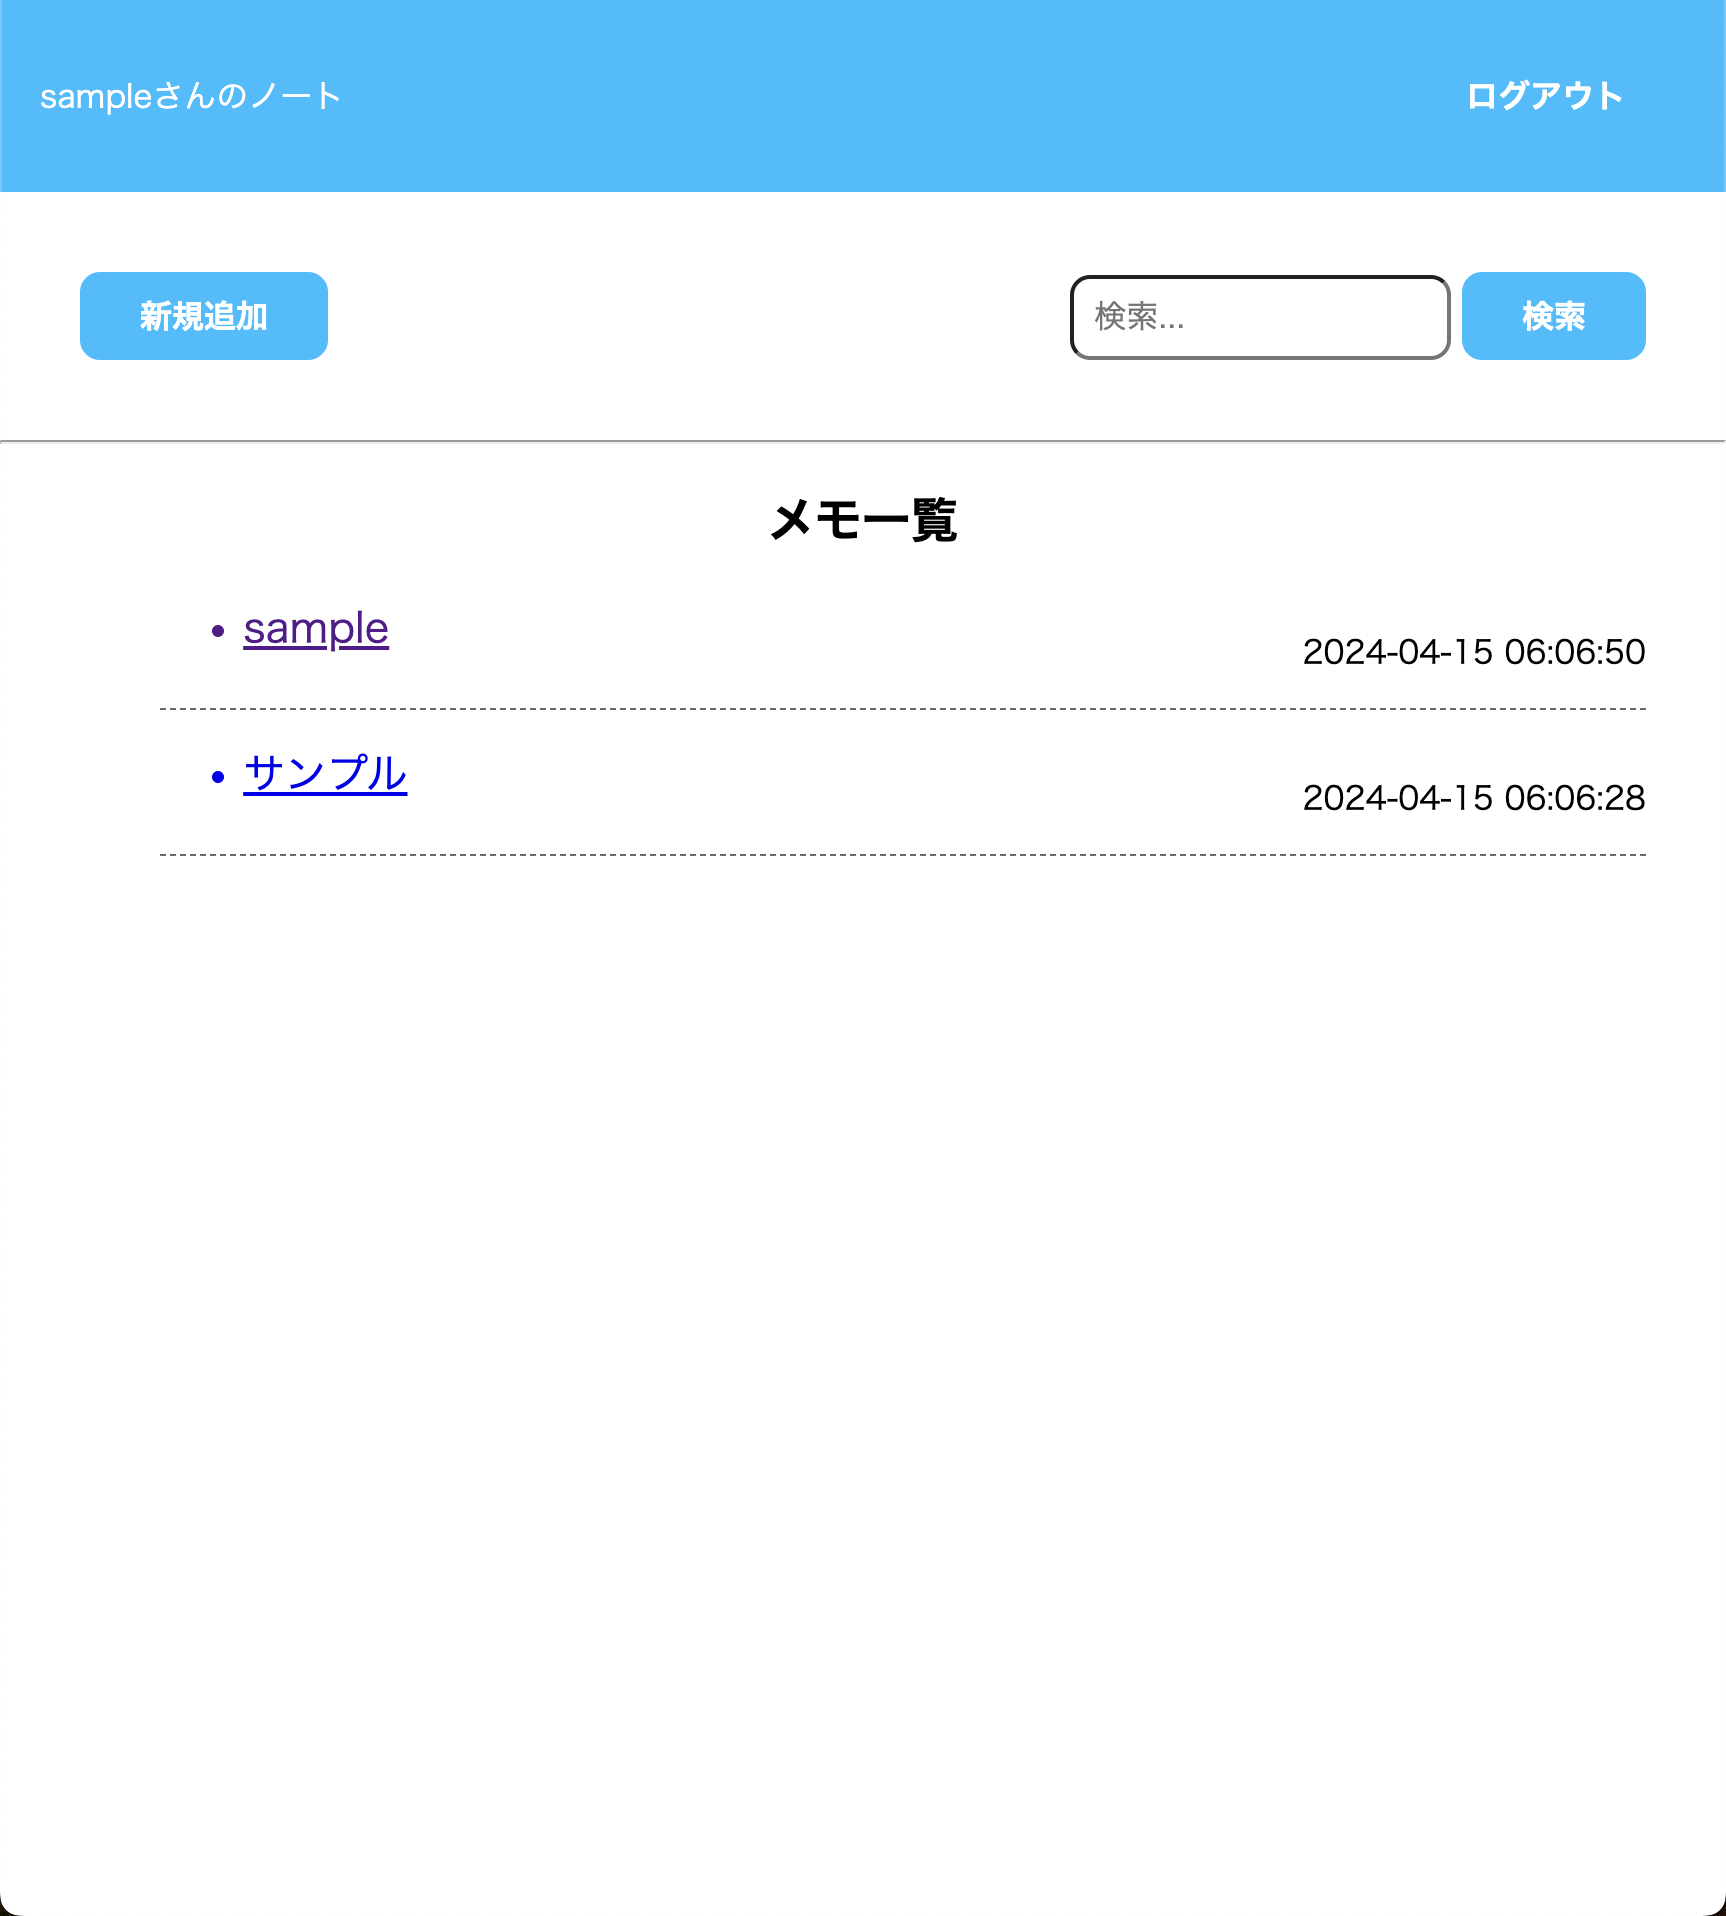 sampleさんのノート ログアウト
新規追加 検索... 検索
メモ一覧
sample
2024-04-15 06:06:50
サンプル
2024-04-15 06:06:28